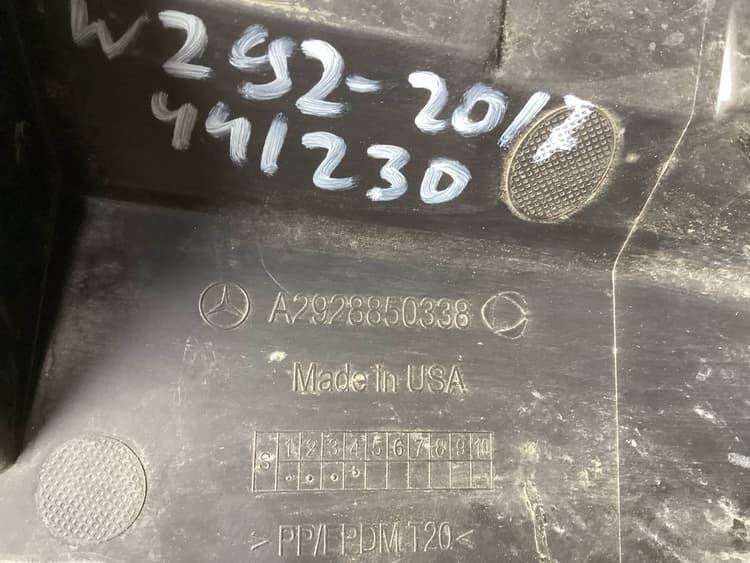 W292-2017
441230
A2928850338
Made in USA
S 1 2 3 4 5 6 7 8 9 10
>PP/EPDM T20<